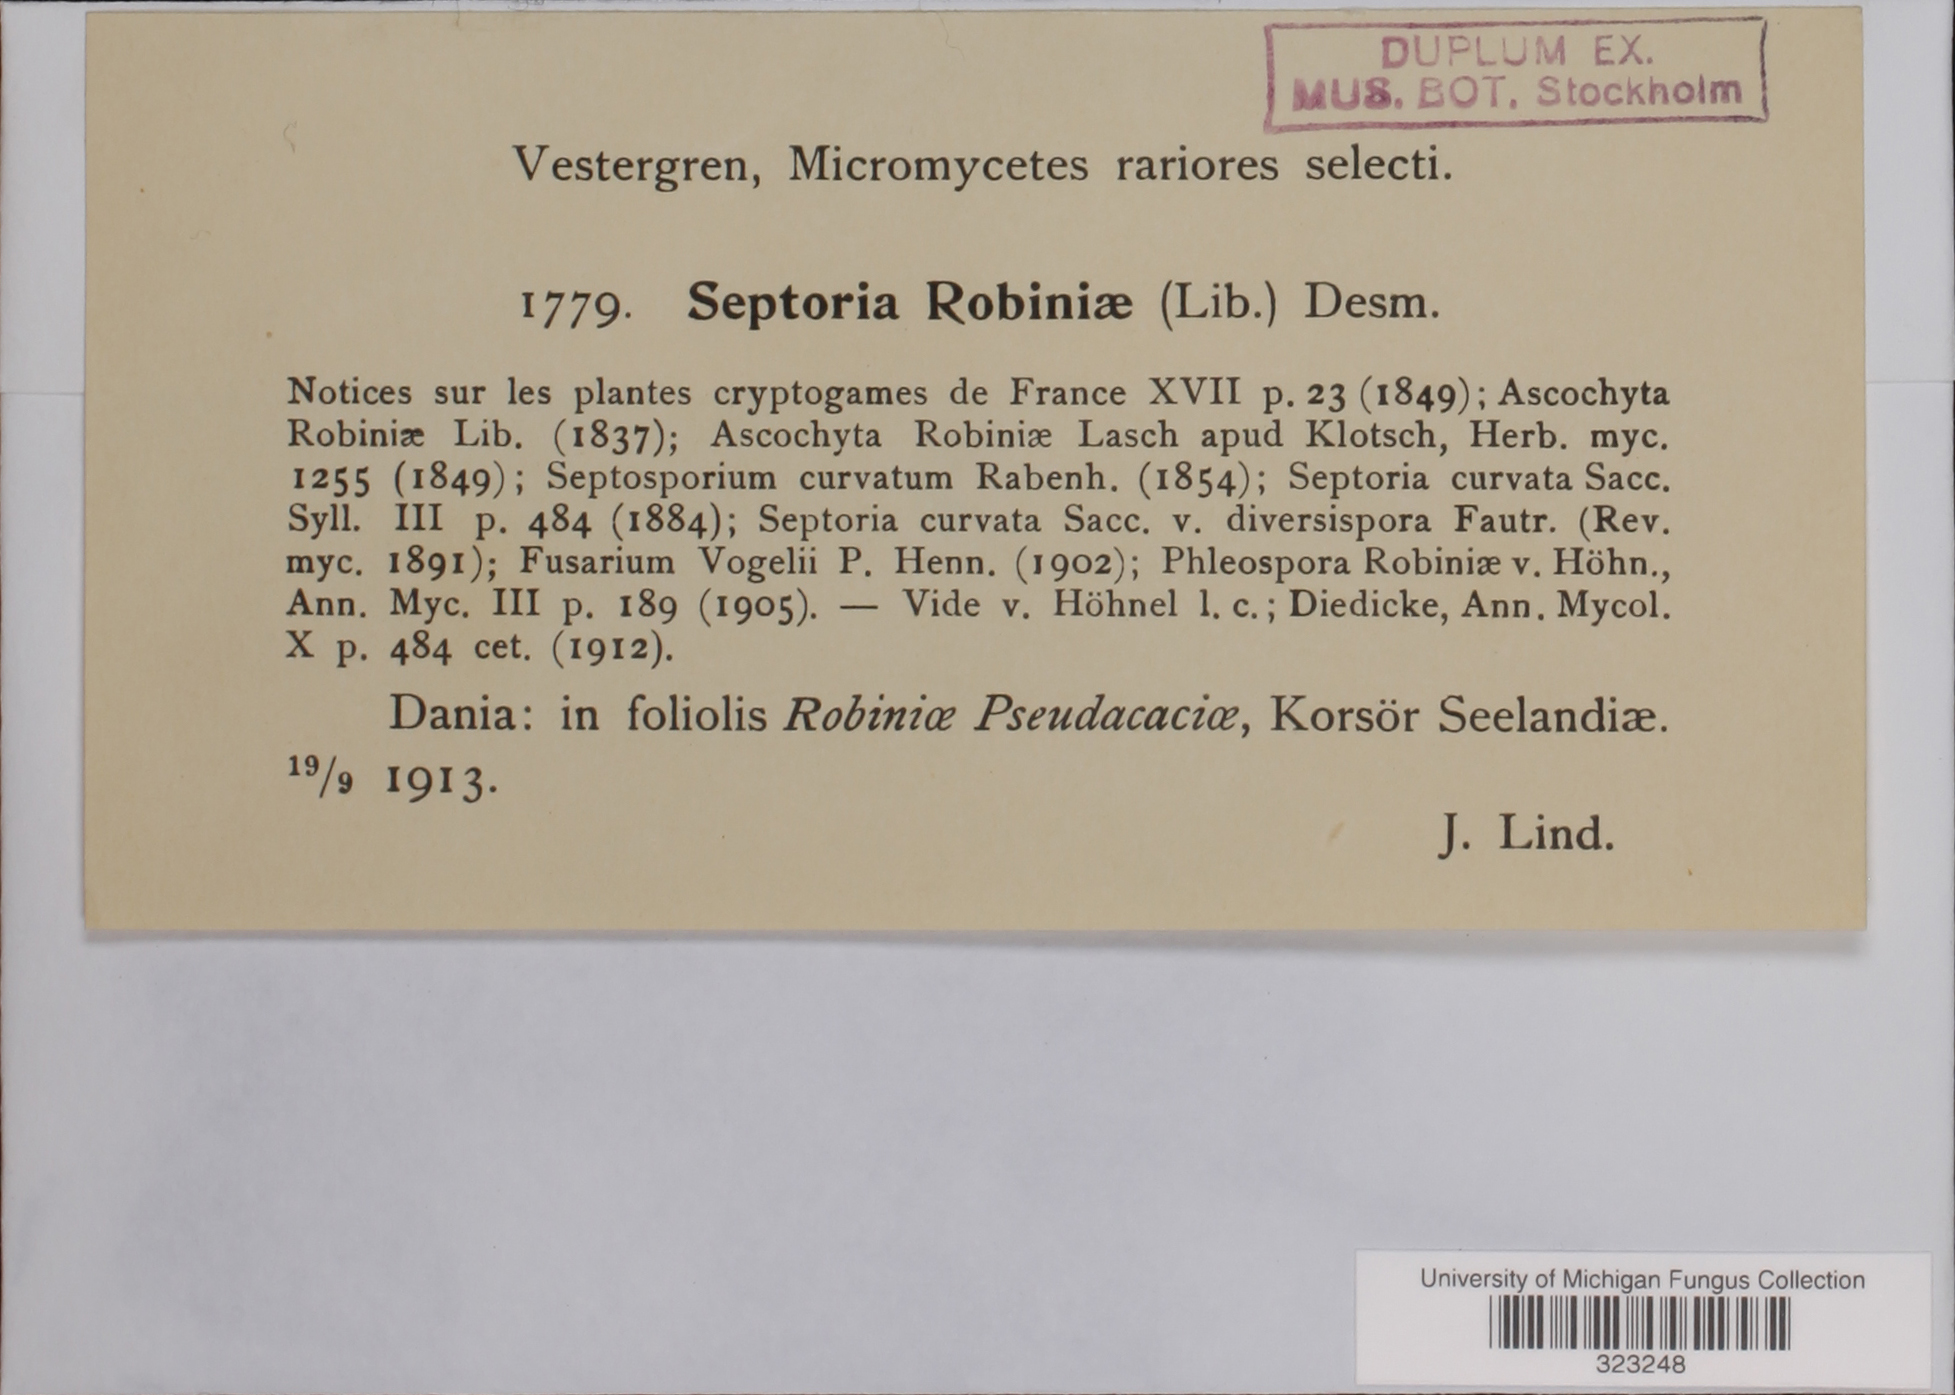 DUPLUM EX.
MUS. BOT. Stockholm
Vestergren, Micromycetes rariores selecti.
1779. Septoria Robiniæ (Lib.) Desm.
Notices sur les plantes cryptogames de France XVII p. 23 (1849); Ascochyta
Robiniæ Lib. (1837); Ascochyta Robiniæ Lasch apud Klotsch, Herb. myc.
1255 (1849); Septosporium curvatum Rabenh. (1854); Septoria curvata Sacc.
Syll. III p. 484 (1884); Septoria curvata Sacc. v. diversispora Fautr. (Rev.
myc. 1891); Fusarium Vogelii P. Henn. (1902); Phleospora Robiniæ v. Höhn.,
Ann. Myc. III p. 189 (1905). — Vide v. Höhnel l. c.; Diedicke, Ann. Mycol.
X p. 484 cet. (1912).
Dania: in foliolis Robiniæ Pseudacaciæ, Korsör Seelandiæ.
19/9 1913.
J. Lind.
University of Michigan Fungus Collection
323248